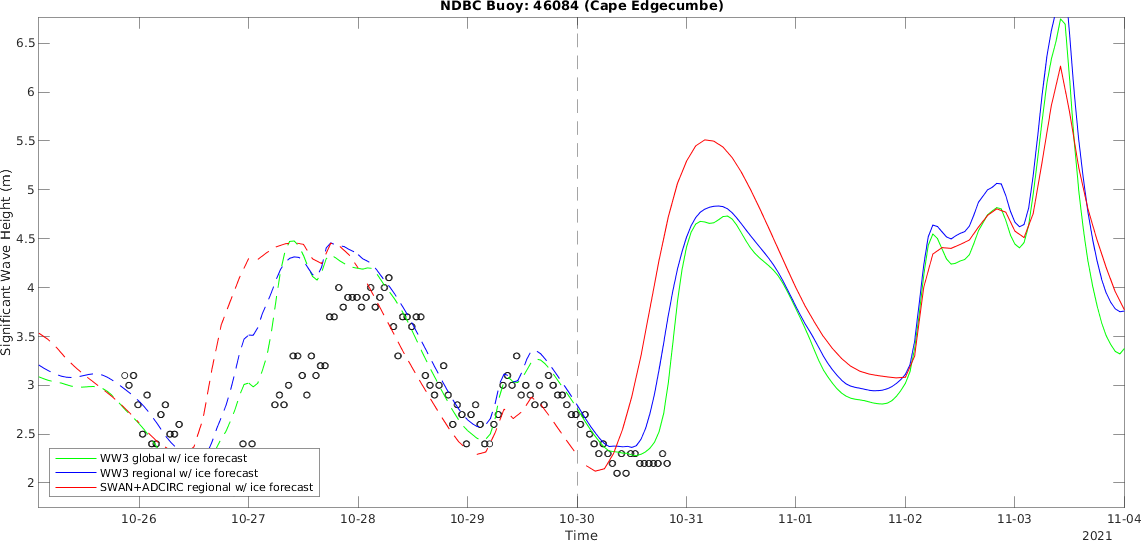 NDBC Buoy: 46084 (Cape Edgecumbe)
Significant Wave Height (m)
6.5
6
5.5
5
4.5
4
3.5
3
2.5
2
WW3 global w/ ice forecast
WW3 regional w/ ice forecast
SWAN+ADCIRC regional w/ ice forecast
10-26 10-27 10-28 10-29 10-30 10-31 11-01 11-02 11-03 11-04
Time
2021